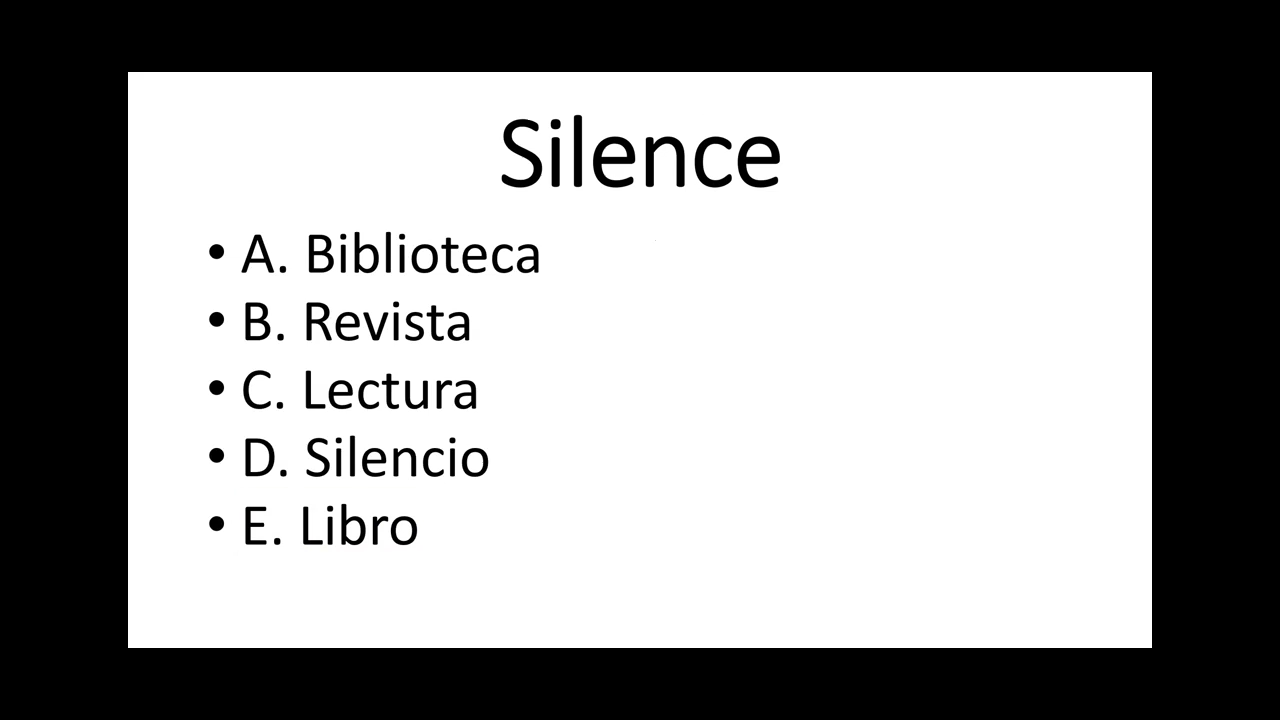 Silence
• A. Biblioteca
• B. Revista
• C. Lectura
• D. Silencio
• E. Libro